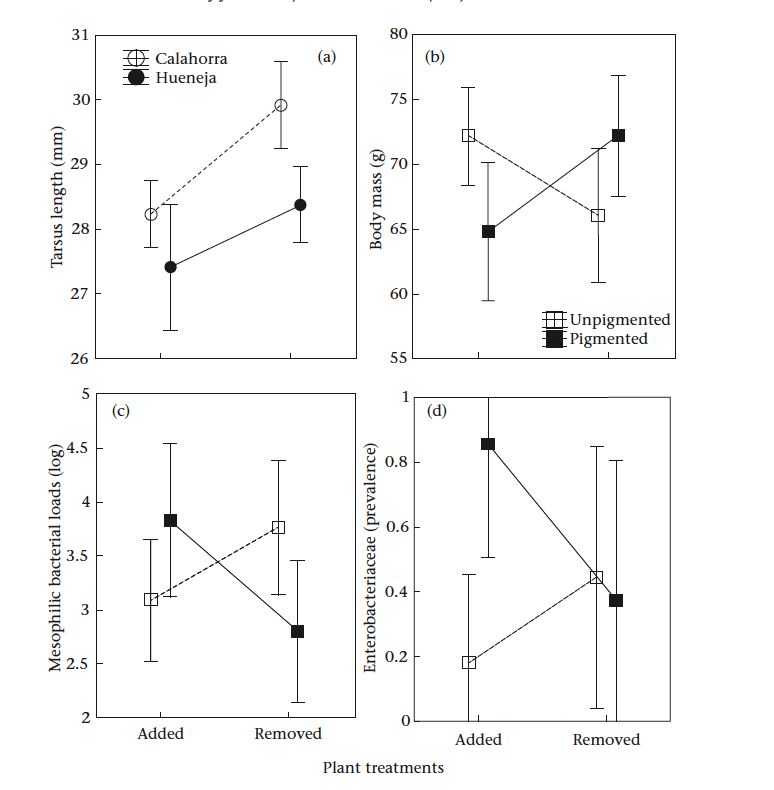 31
30
29
28
27
26
Tarsus length (mm)
Calahorra
Hueneja
(a)
80
75
70
65
60
55
Body mass (g)
(b)
Unpigmented
Pigmented
5
4.5
4
3.5
3
2.5
2
Mesophilic bacterial loads (log)
(c)
Added
Removed
1
0.8
0.6
0.4
0.2
0
Enterobacteriaceae (prevalence)
(d)
Added
Removed
Plant treatments